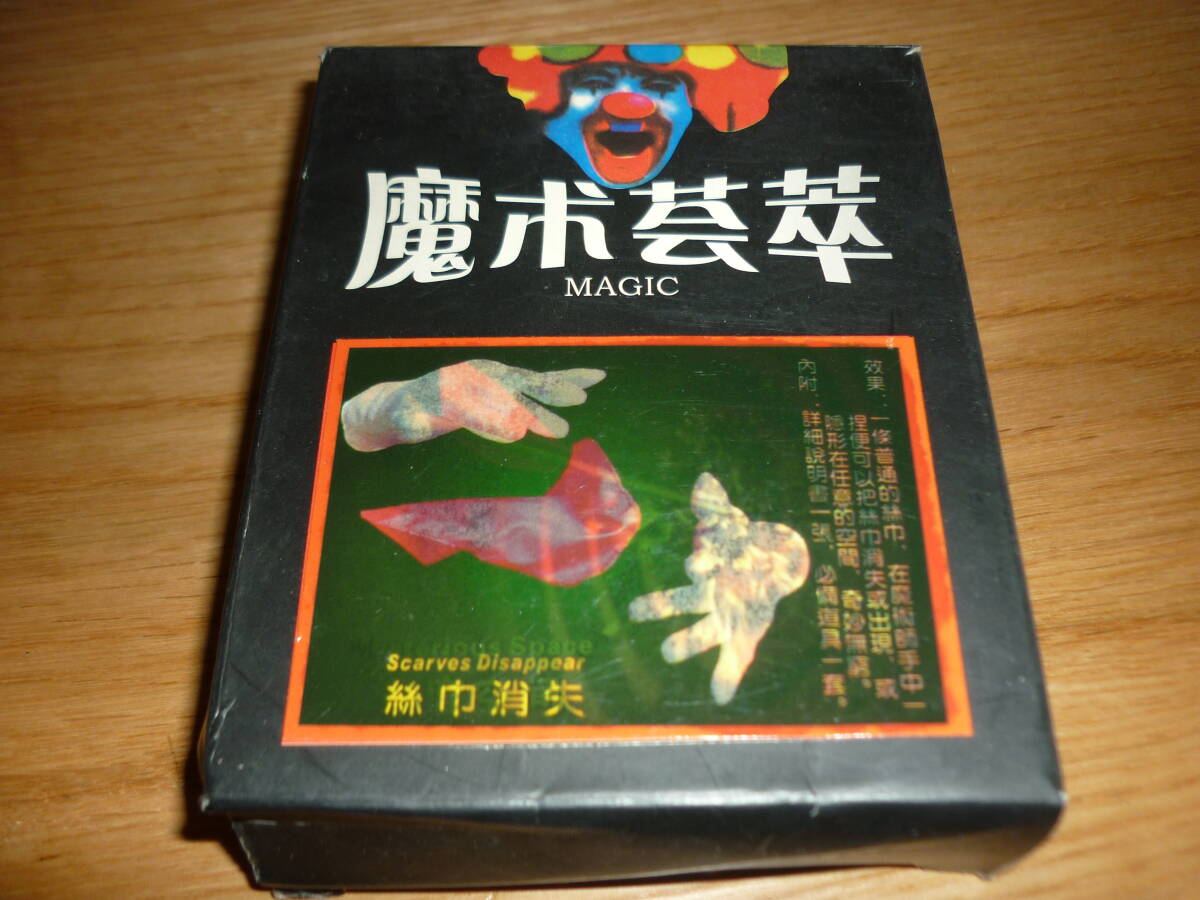 魔术荟萃
MAGIC
效果：一條普通的絲巾，在魔術師手中一
捏便可以把絲巾消失或出現，或
隱形在任意的空間，奇妙無窮。
內附：詳細說明書一張，必備道具一套。
Mysterious Space
Scarves Disappear
絲巾消失